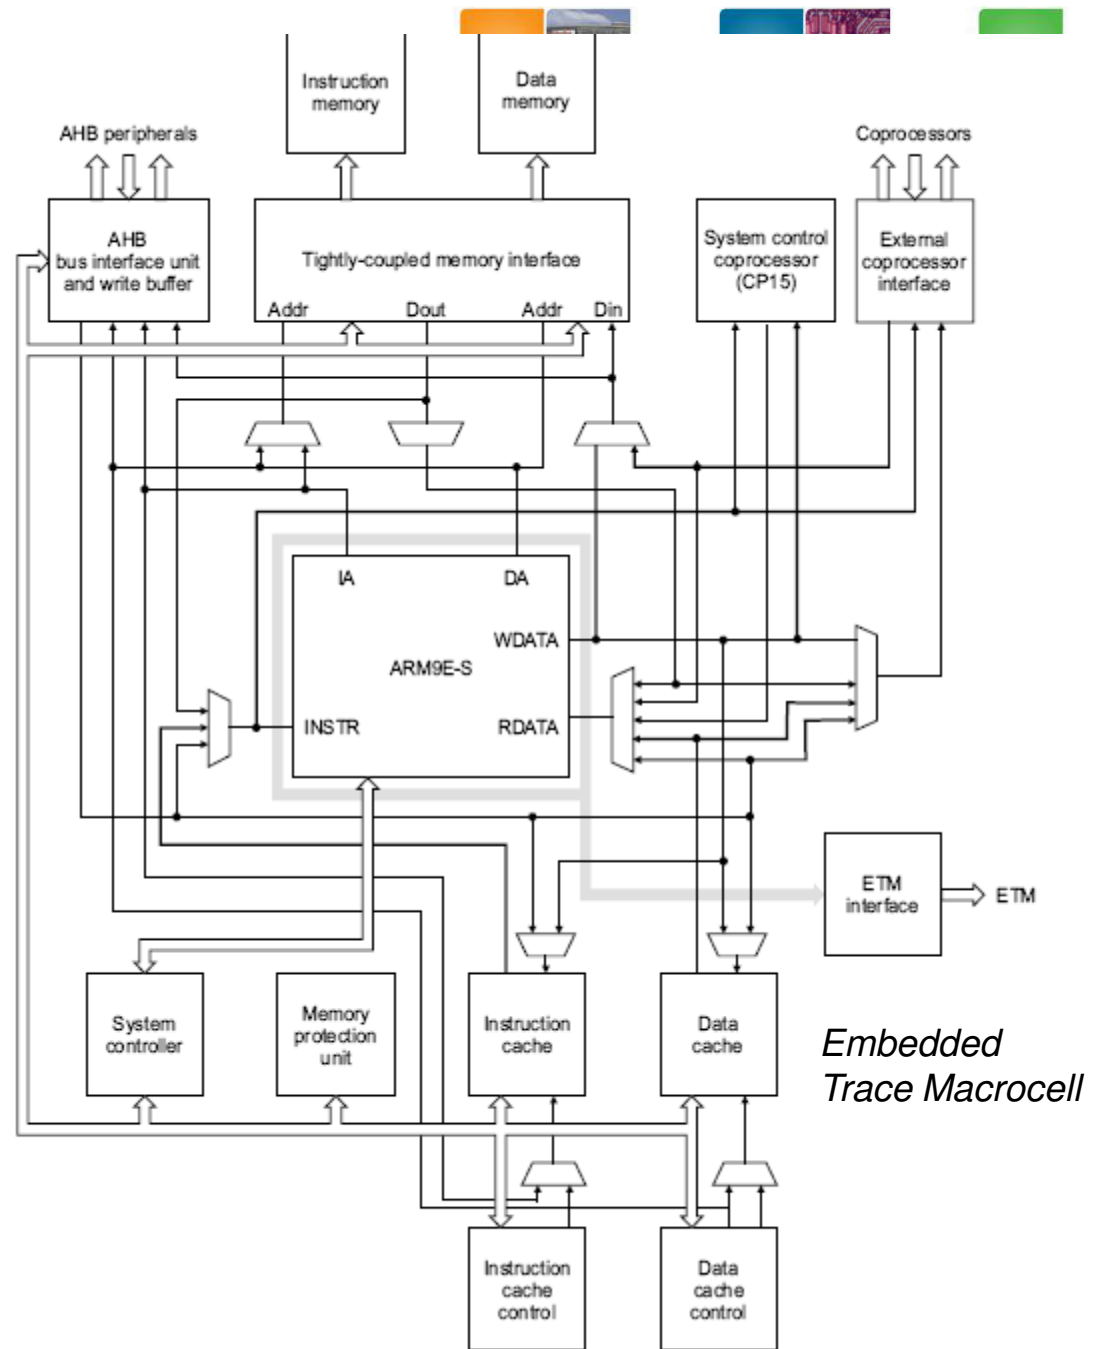 Instruction
memory
Data
memory
AHB peripherals
Coprocessors
AHB
bus interface unit
and write buffer
Tightly-coupled memory interface
Addr
Dout
Addr
Din
System control
coprocessor
(CP15)
External
coprocessor
interface
IA
DA
WDATA
ARM9E-S
INSTR
RDATA
ETM
interface
ETM
System
controller
Memory
protection
unit
Instruction
cache
Data
cache
Embedded
Trace Macrocell
Instruction
cache
control
Data
cache
control